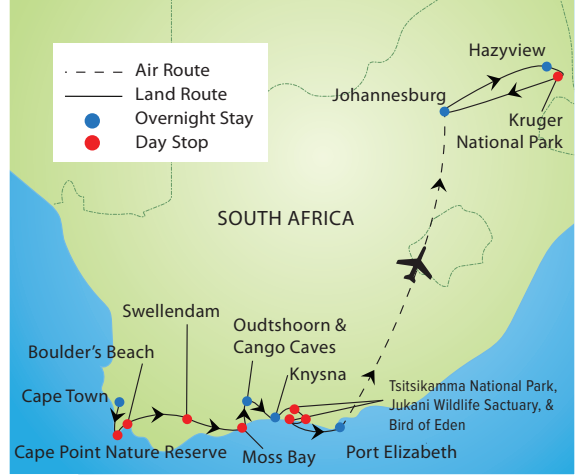 Air Route
Land Route
Overnight Stay
Day Stop
Hazyview
Johannesburg
Kruger
National Park
SOUTH AFRICA
Swellendam
Boulder's Beach
Cape Town
Cape Point Nature Reserve
Oudtshoorn &
Cango Caves
Knysna
Moss Bay
Tsitsikamma National Park,
Jukani Wildlife Sactuary, &
Bird of Eden
Port Elizabeth